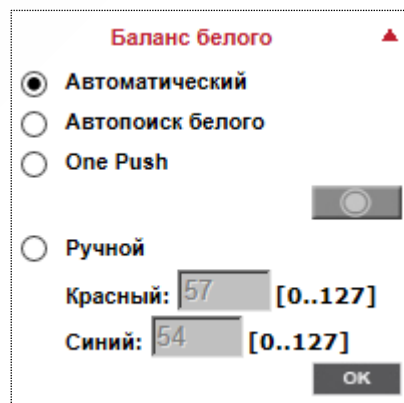 Баланс белого
Автоматический
Автопоиск белого
One Push
Ручной
Красный: 57 [0..127]
Синий: 54 [0..127]
OK